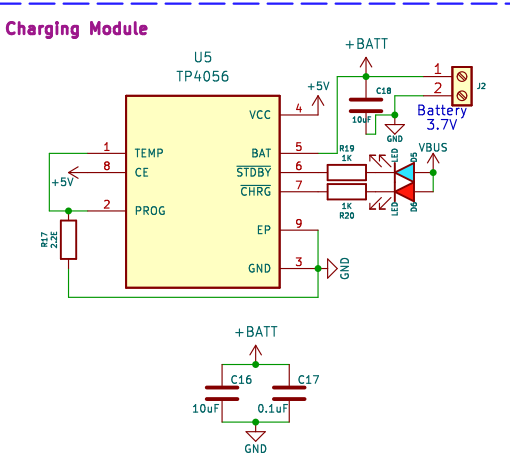 Charging Module
U5
TP4056
+BATT
+5V
VCC 4
1 TEMP
8 CE
+5V
2 PROG
R17
2.2E
BAT 5
STDBY 6
CHRG 7
EP 9
GND 3
GND
C18
10uF
GND
1
2
J2
Battery
3.7V
R19
1K
1K
R20
LED
D5
LED
D6
VBUS
+BATT
C16
10uF
C17
0.1uF
GND